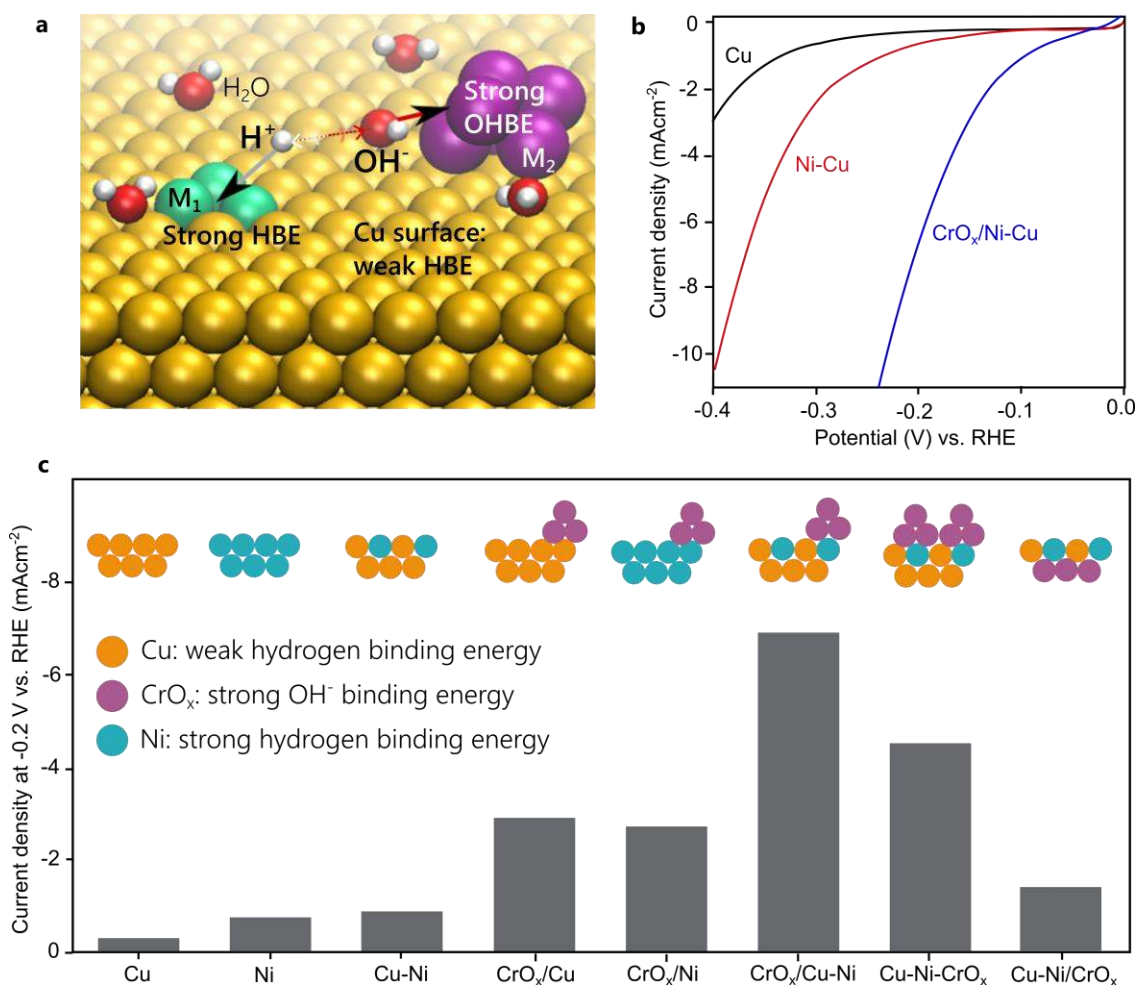 a
H₂O
H⁺
OH⁻
Strong
OHBE
M₂
M₁
Strong HBE
Cu surface:
weak HBE
b
Current density (mAcm⁻²)
0
-2
-4
-6
-8
-10
Cu
Ni-Cu
CrOₓ/Ni-Cu
-0.4
-0.3
-0.2
-0.1
0.0
Potential (V) vs. RHE
c
Current density at -0.2 V vs. RHE (mAcm⁻²)
-8
-6
-4
-2
0
Cu: weak hydrogen binding energy
CrOₓ: strong OH⁻ binding energy
Ni: strong hydrogen binding energy
Cu
Ni
Cu-Ni
CrOₓ/Cu
CrOₓ/Ni
CrOₓ/Cu-Ni
Cu-Ni-CrOₓ
Cu-Ni/CrOₓ